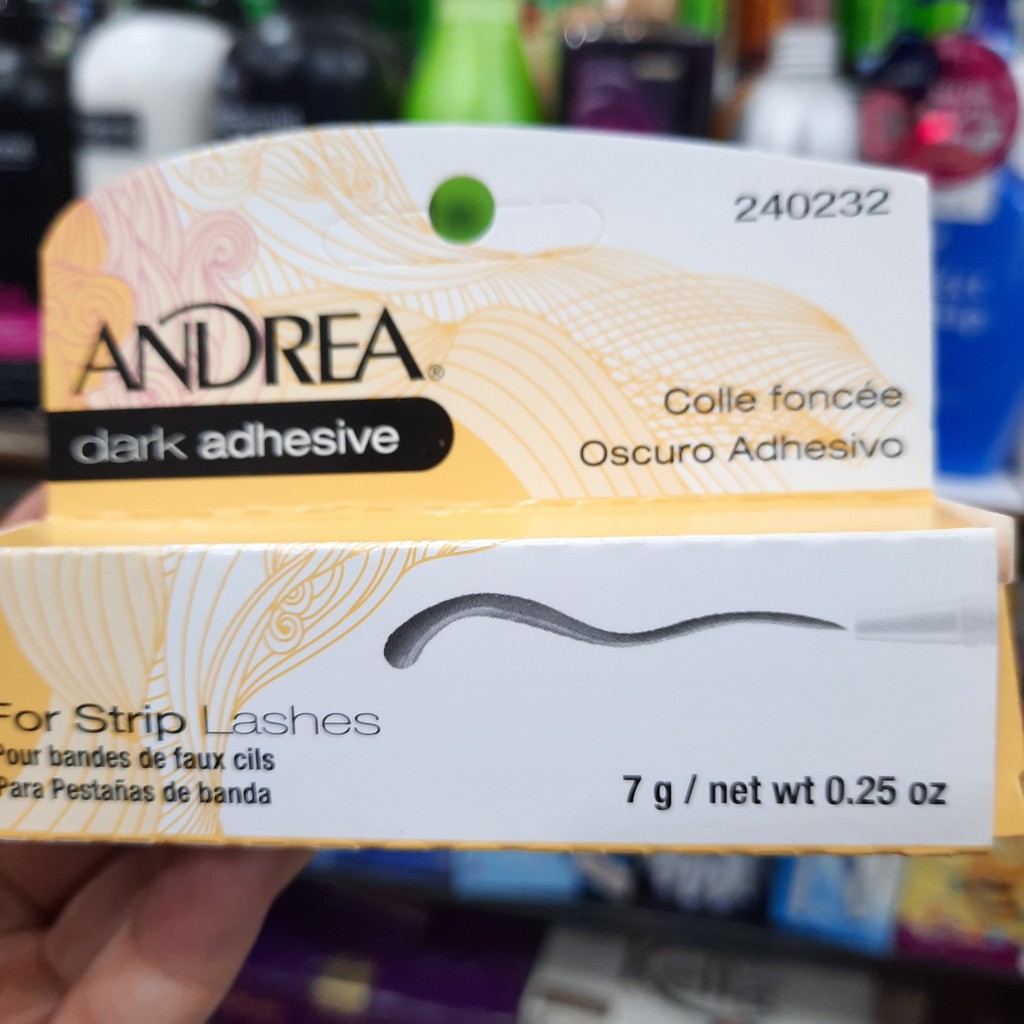 240232
ANDREA®
dark adhesive
Colle foncée
Oscuro Adhesivo
For Strip Lashes
Pour bandes de faux cils
Para Pestañas de banda
7 g / net wt 0.25 oz